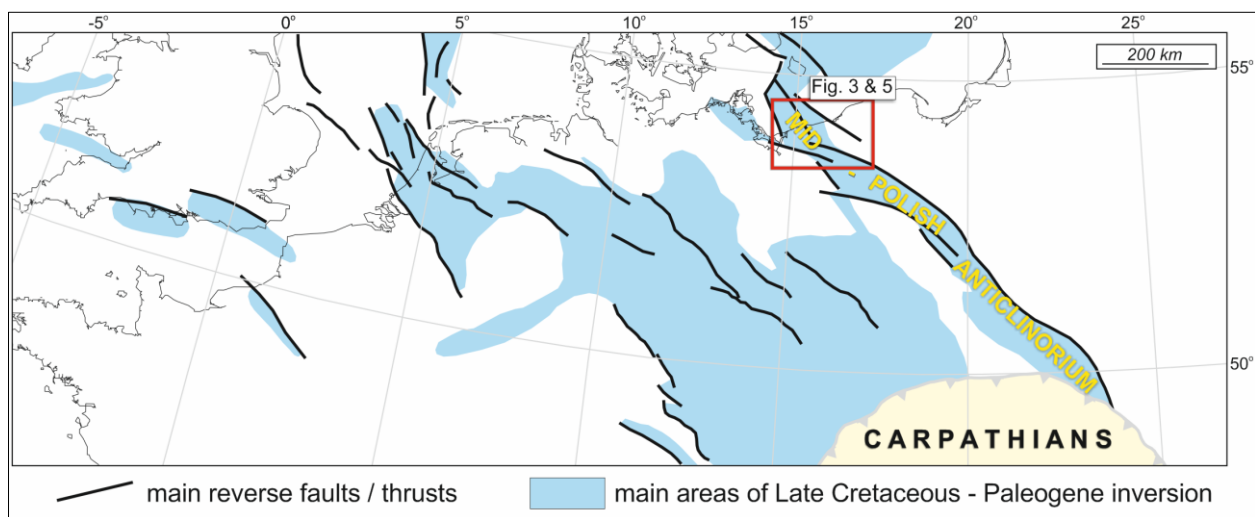 -5° 0° 5° 10° 15° 20° 25°
200 km
55°
Fig. 3 & 5
MID - POLISH ANTICLINORIUM
50°
CARPATHIANS
main reverse faults / thrusts
main areas of Late Cretaceous - Paleogene inversion